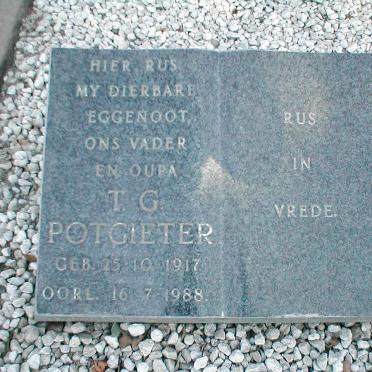 HIER RUS
MY DIERBARE
EGGENOOT
ONS VADER
EN OUPA
T. G.
POTGIETER
GEB. 15 10 1917
OORL. 16 7 1988
RUS
IN
VREDE.